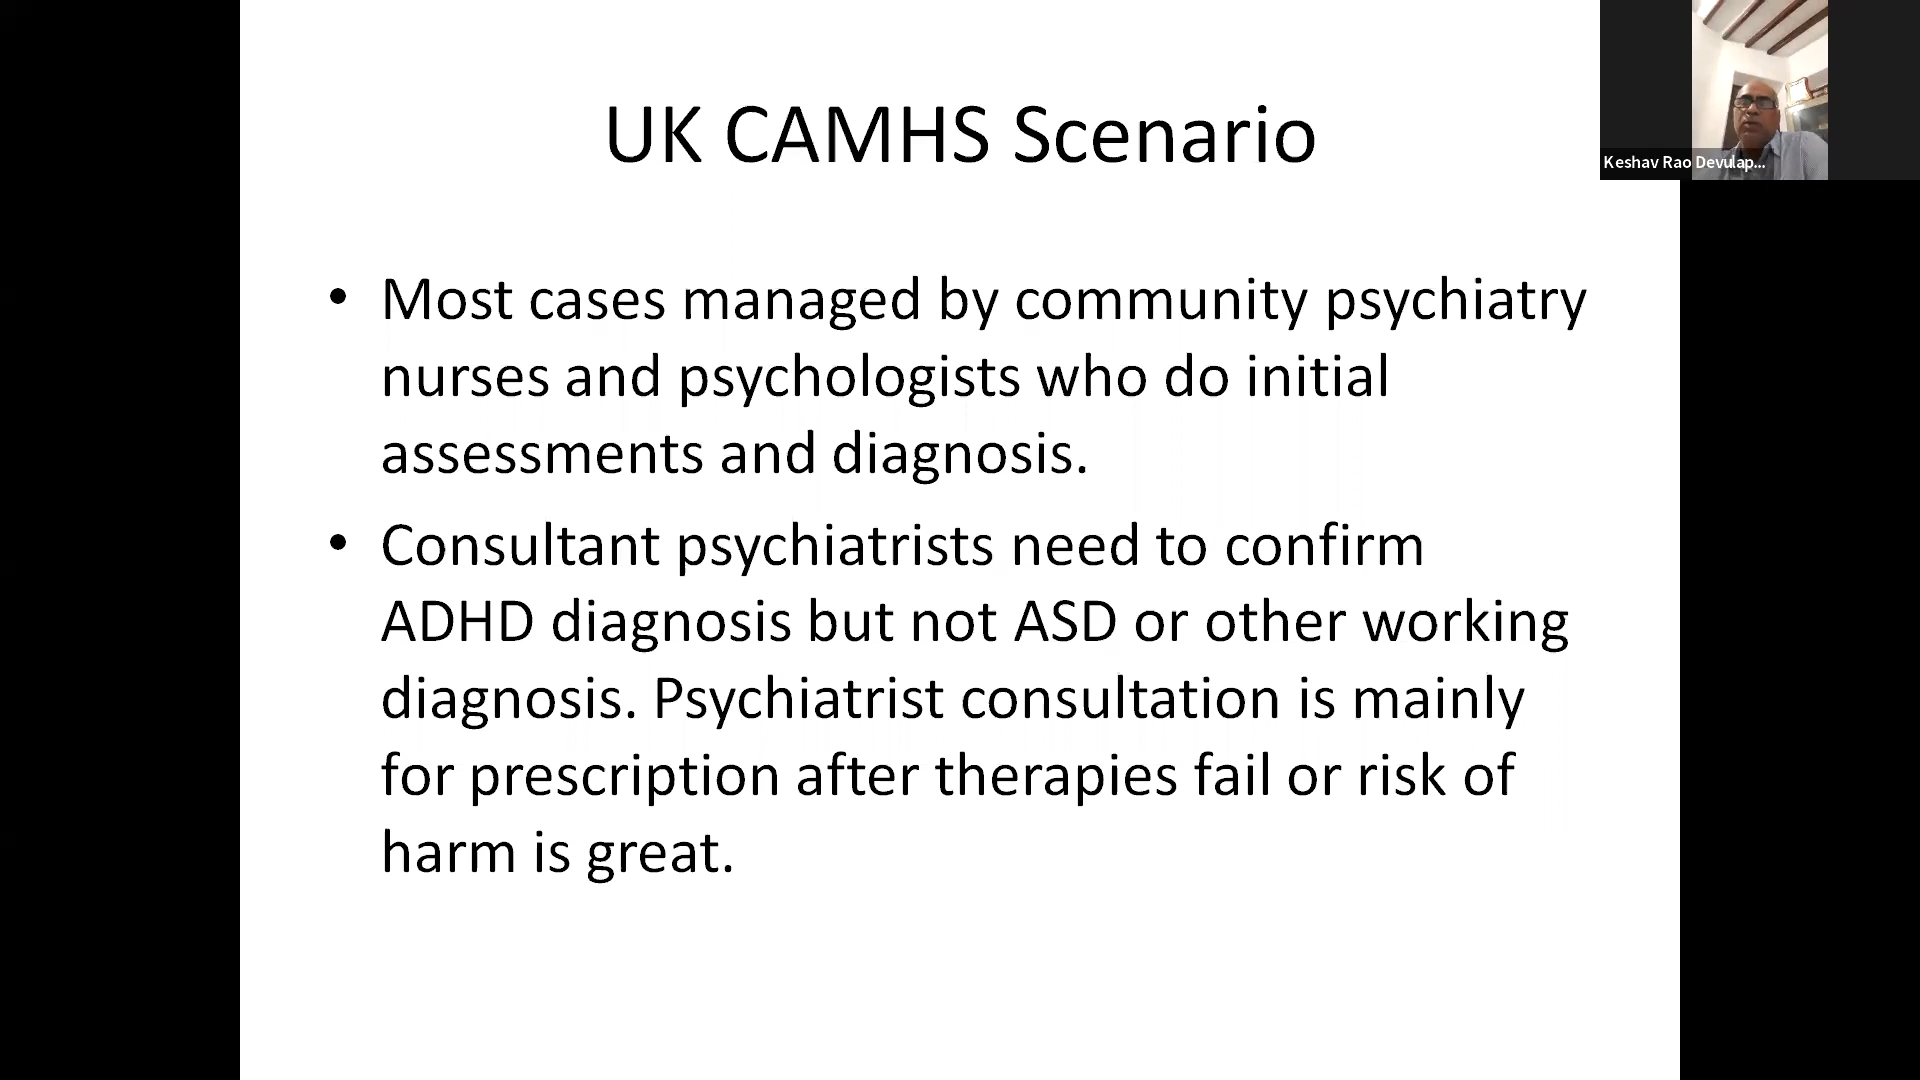 UK CAMHS Scenario
Keshav Rao Devulap...
• Most cases managed by community psychiatry
nurses and psychologists who do initial
assessments and diagnosis.
• Consultant psychiatrists need to confirm
ADHD diagnosis but not ASD or other working
diagnosis. Psychiatrist consultation is mainly
for prescription after therapies fail or risk of
harm is great.